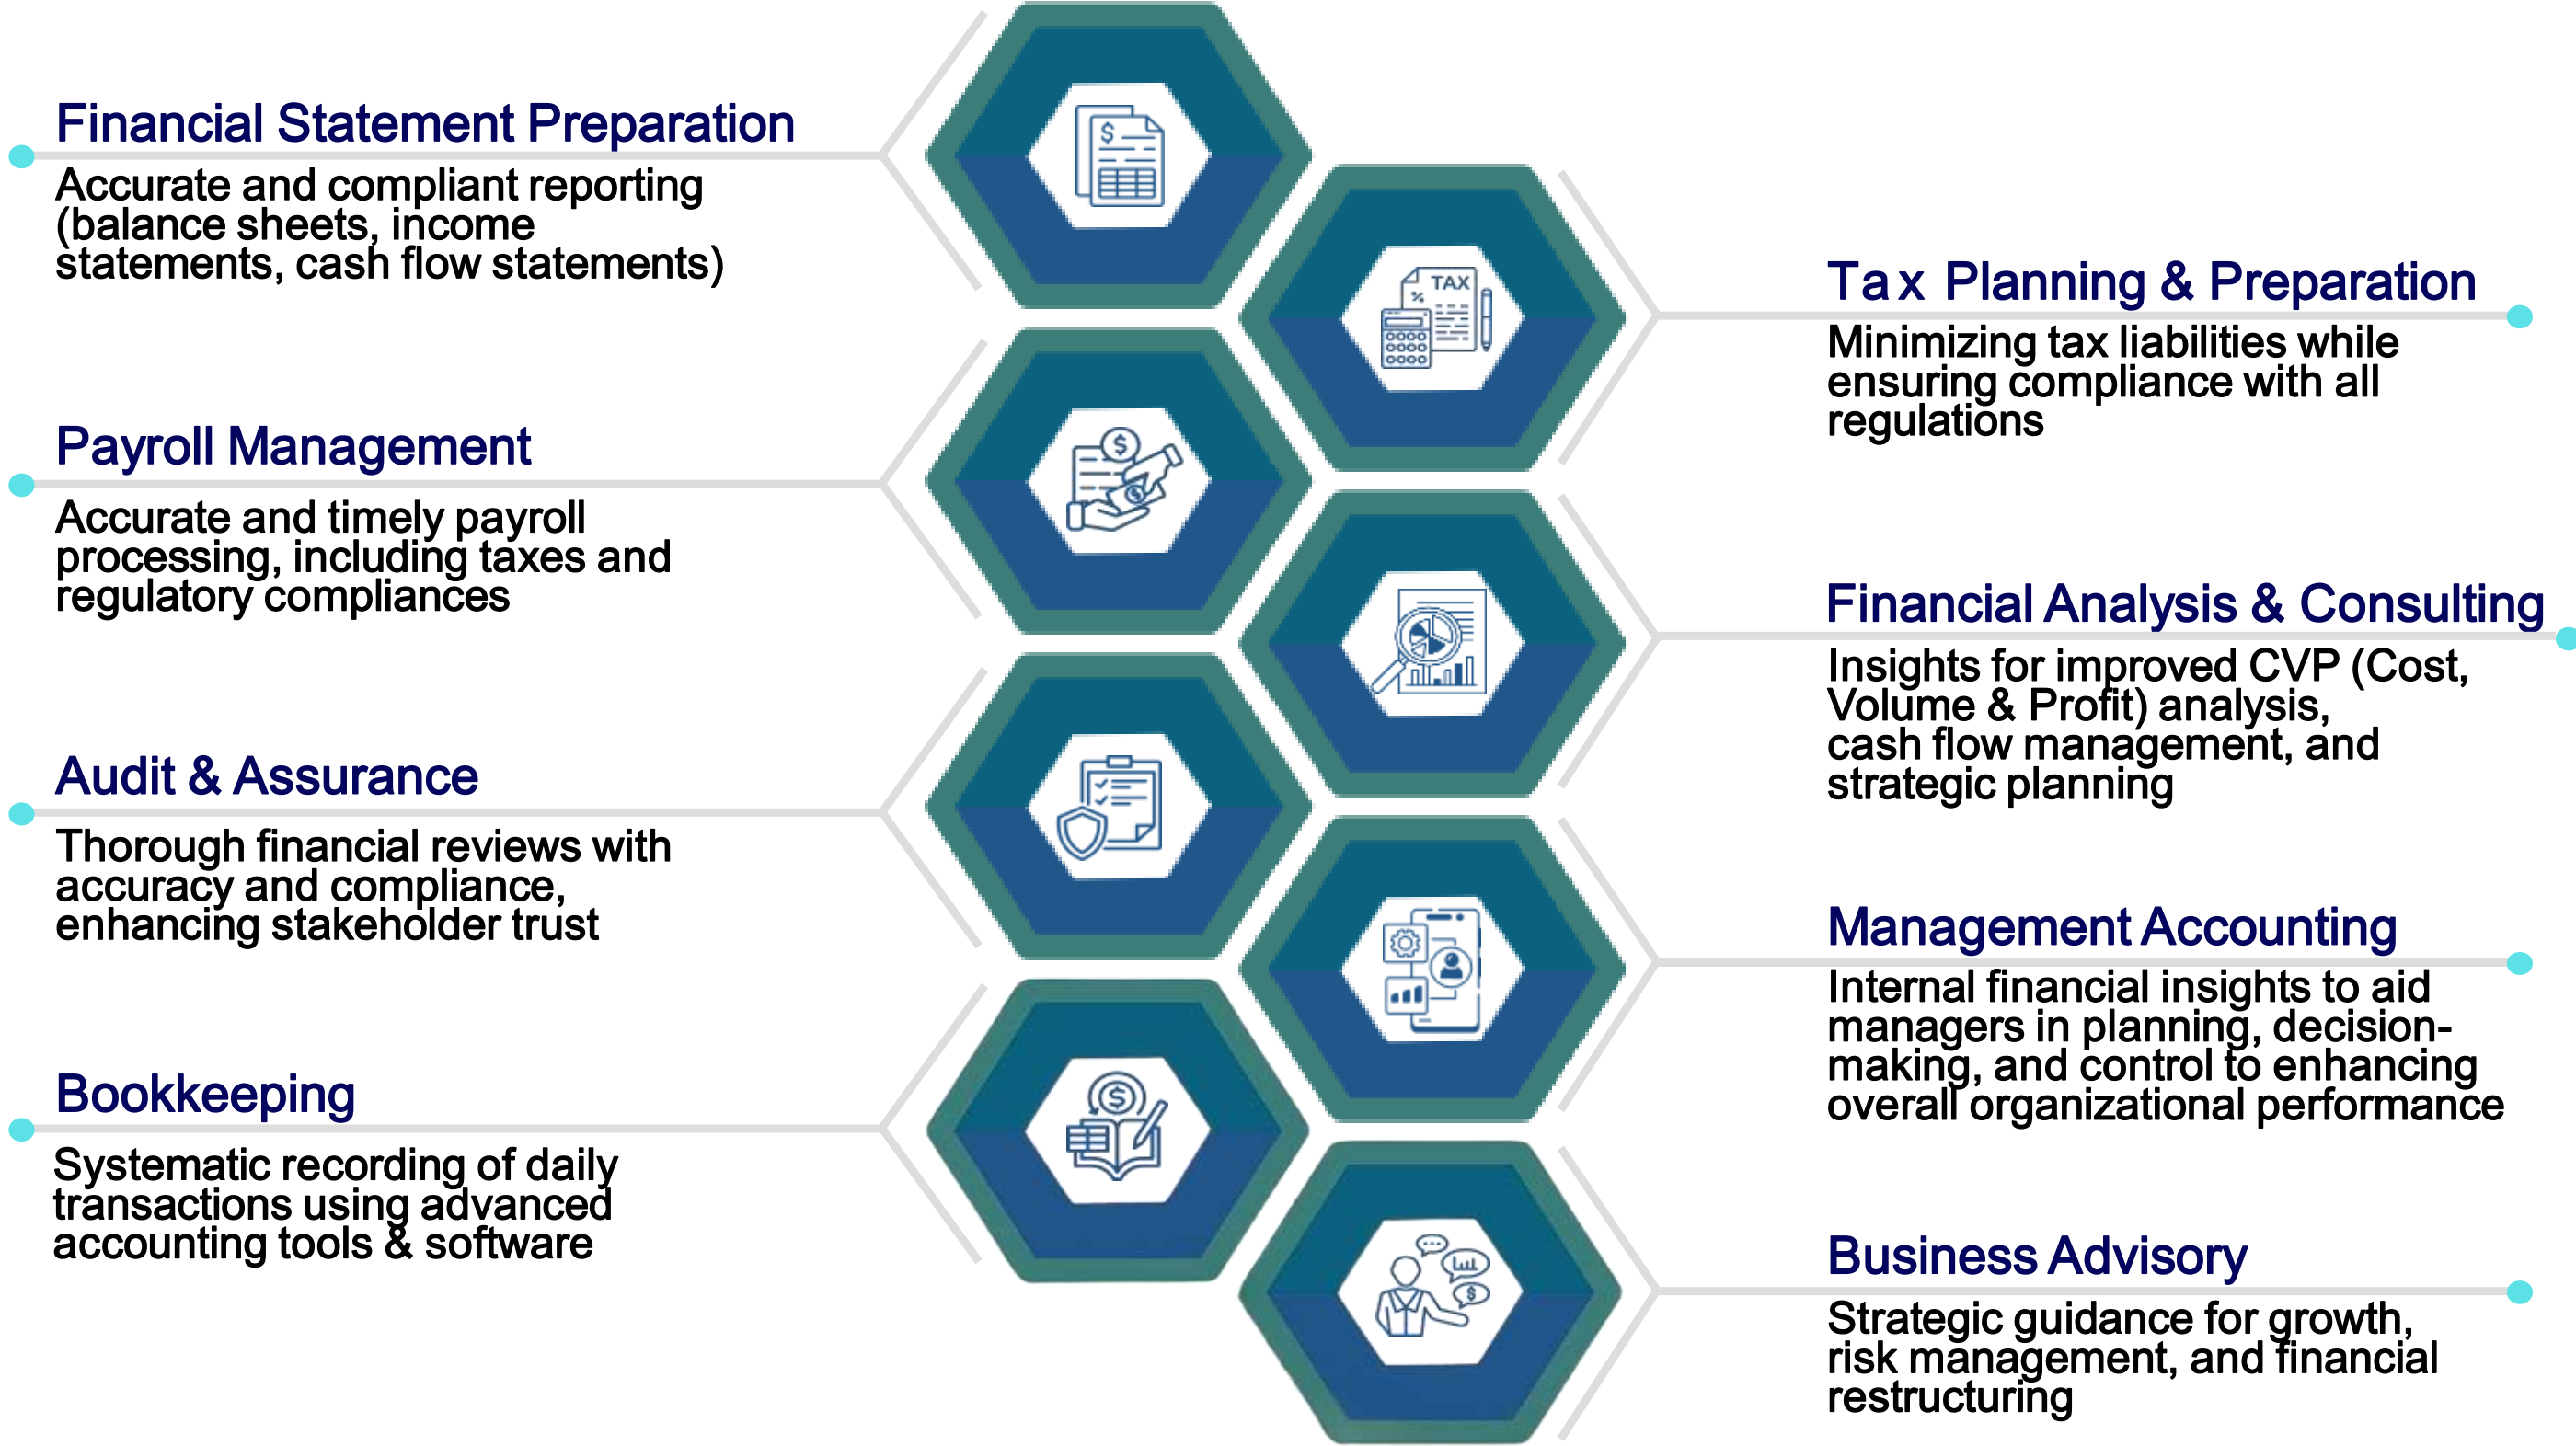 Financial Statement Preparation
Accurate and compliant reporting
(balance sheets, income
statements, cash flow statements)
Payroll Management
Accurate and timely payroll
processing, including taxes and
regulatory compliances
Audit & Assurance
Thorough financial reviews with
accuracy and compliance,
enhancing stakeholder trust
Bookkeeping
Systematic recording of daily
transactions using advanced
accounting tools & software
$
$
$
$
TAX
%
$
Tax Planning & Preparation
Minimizing tax liabilities while
ensuring compliance with all
regulations
Financial Analysis & Consulting
Insights for improved CVP (Cost,
Volume & Profit) analysis,
cash flow management, and
strategic planning
Management Accounting
Internal financial insights to aid
managers in planning, decision-
making, and control to enhancing
overall organizational performance
Business Advisory
Strategic guidance for growth,
risk management, and financial
restructuring